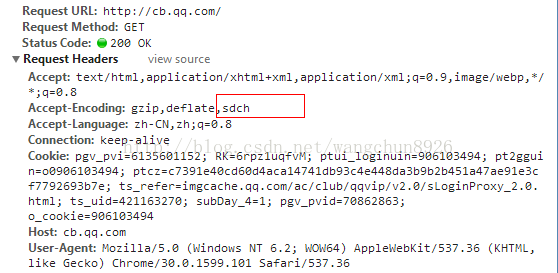 Request URL: http://cb.qq.com/
Request Method: GET
Status Code: 200 OK
Request Headers view source
Accept: text/html,application/xhtml+xml,application/xml;q=0.9,image/webp,*/
*;q=0.8
Accept-Encoding: gzip,deflate,sdch
http://blog.csdn.net/wangchun8926
Accept-Language: zh-CN,zh;q=0.8
Connection: keep-alive
Cookie: pgv_pvi=6135601152; RK=6rpz1uqfvM; ptui_loginuin=906103494; pt2ggui
n=o0906103494; ptcz=c7391e40cd60d4aca14741db93c4e448da3b9b2b451a47ae91e3c
f7792693b7e; ts_refer=imgcache.qq.com/ac/club/qqvip/v2.0/sLoginProxy_2.0.
html; ts_uid=421163270; subDay_4=1; pgv_pvid=70862863;
o_cookie=906103494
Host: cb.qq.com
User-Agent: Mozilla/5.0 (Windows NT 6.2; WOW64) AppleWebKit/537.36 (KHTML,
like Gecko) Chrome/30.0.1599.101 Safari/537.36